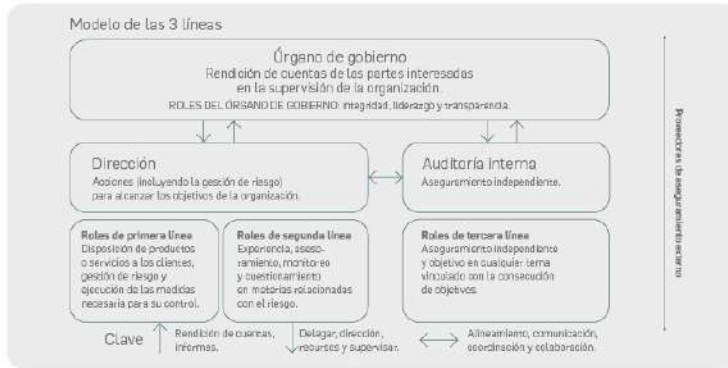 Modelo de las 3 líneas
Órgano de gobierno
Rendición de cuentas de las partes interesadas
en la supervisión de la organización.
ROLES DEL ÓRGANO DE GOBIERNO: integridad, liderazgo y transparencia.
Dirección
Acciones (incluyendo la gestión de riesgo)
para alcanzar los objetivos de la organización.
Auditoría interna
Aseguramiento independiente.
Roles de primera línea
Disposición de productos
o servicios a los clientes,
gestión de riesgo y
ejecución de las medidas
necesaria para su control.
Roles de segunda línea
Experiencia, aseso-
ramiento, monitoreo
y cuestionamiento
en materias relacionadas
con el riesgo.
Roles de tercera línea
Aseguramiento independiente
y objetivo en cualquier tema
vinculado con la consecución
de objetivos.
Proveedores de aseguramiento externo
Clave
Rendición de cuentas,
informes.
Delegar, dirección,
recursos y supervisar.
Alineamiento, comunicación,
coordinación y colaboración.